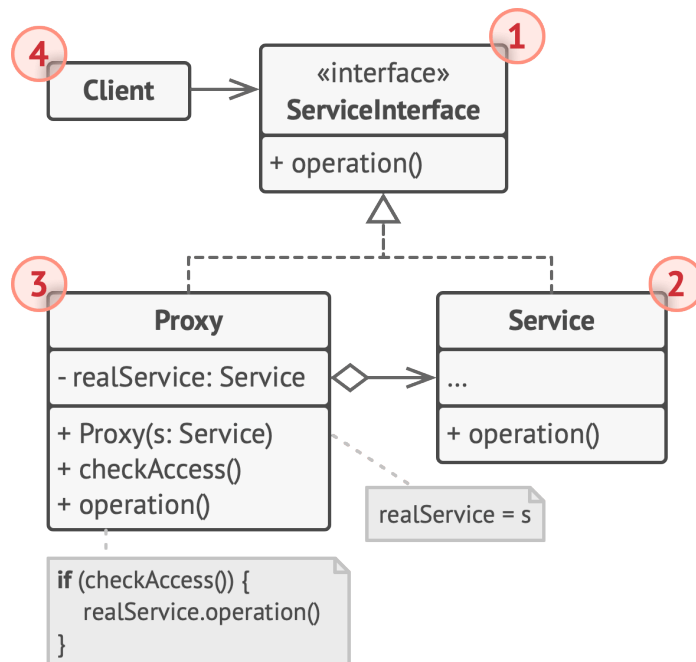 4
Client
1
«interface»
ServiceInterface
+ operation()
3
Proxy
- realService: Service
+ Proxy(s: Service)
+ checkAccess()
+ operation()
2
Service
...
+ operation()
realService = s
if (checkAccess()) {
realService.operation()
}